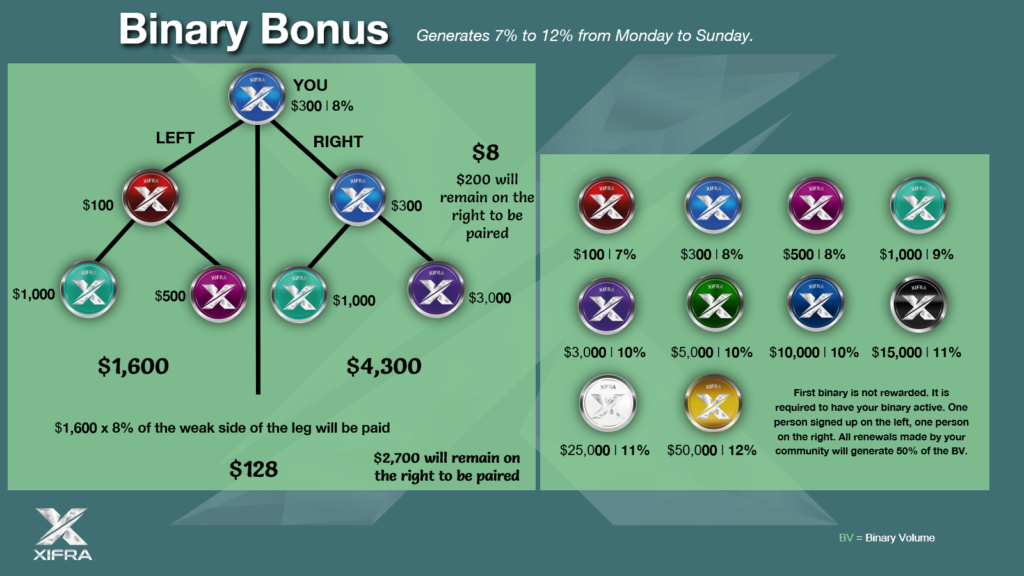 Binary Bonus
Generates 7% to 12% from Monday to Sunday.
XIFRA
YOU
$300 | 8%
LEFT
RIGHT
$8
$200 will
remain on the
right to be
paired
XIFRA
$100
XIFRA
$300
XIFRA
$1,000
XIFRA
$500
XIFRA
$1,000
XIFRA
$3,000
$1,600
$4,300
$1,600 x 8% of the weak side of the leg will be paid
$128
$2,700 will remain on
the right to be paired
XIFRA
XIFRA
XIFRA
XIFRA
$100 | 7%
$300 | 8%
$500 | 8%
$1,000 | 9%
XIFRA
XIFRA
XIFRA
XIFRA
$3,000 | 10%
$5,000 | 10%
$10,000 | 10%
$15,000 | 11%
XIFRA
XIFRA
$25,000 | 11%
$50,000 | 12%
First binary is not rewarded. It is
required to have your binary active. One
person signed up on the left, one person
on the right. All renewals made by your
community will generate 50% of the BV.
XIFRA
BV = Binary Volume